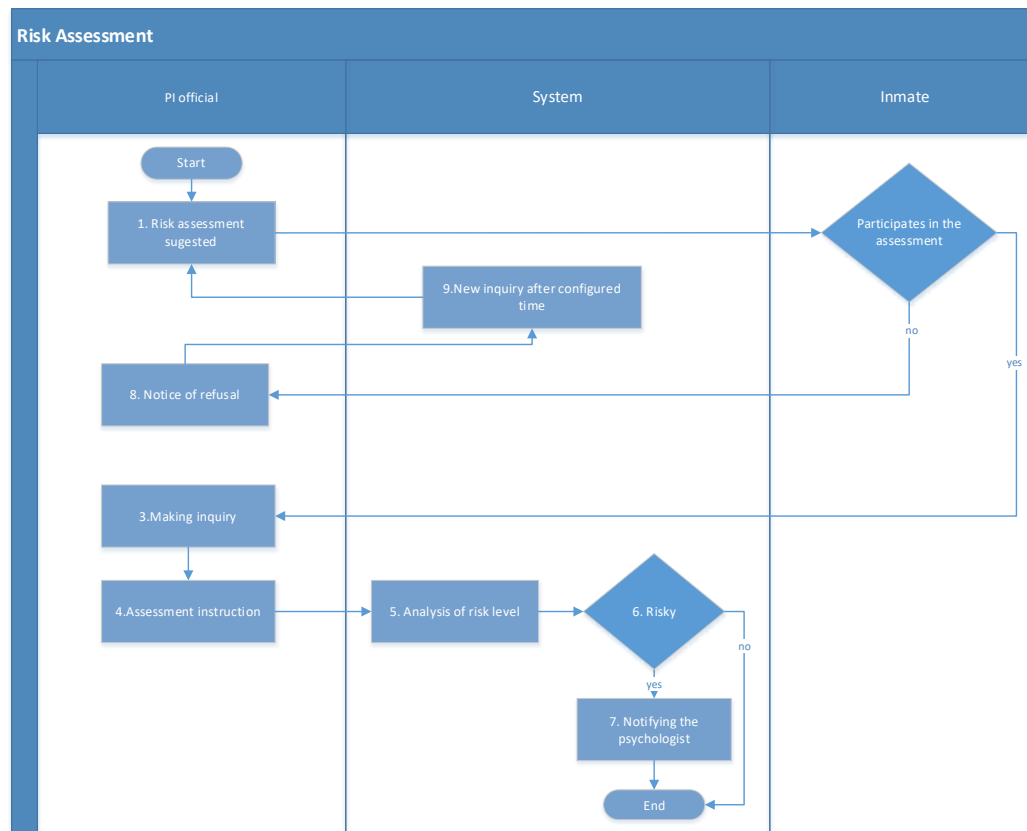 Risk Assessment
PI official
System
Inmate
Start
1. Risk assessment
sugested
Participates in the
assessment
9.New inquiry after configured
time
no
yes
8. Notice of refusal
3.Making inquiry
4.Assessment instruction
5. Analysis of risk level
6. Risky
no
yes
7. Notifying the
psychologist
End